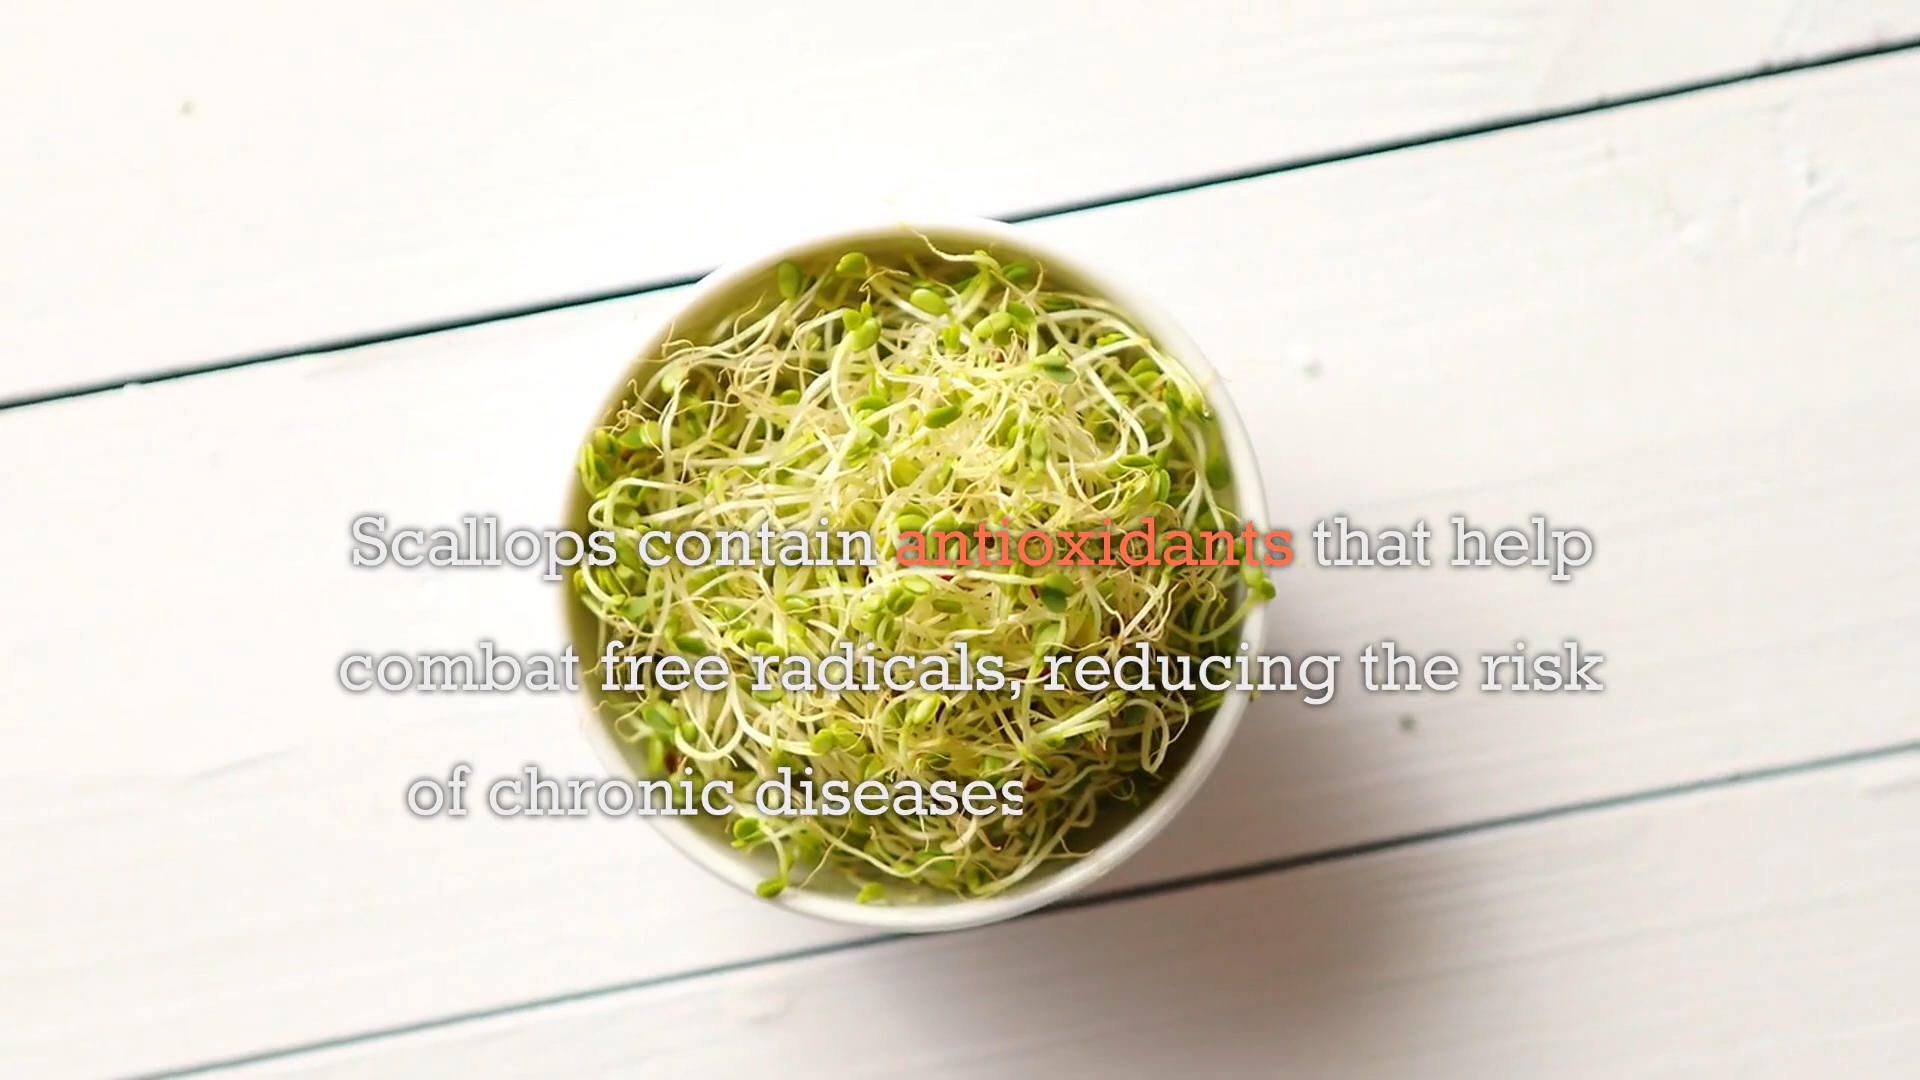 Scallops contain antioxidants that help
combat free radicals, reducing the risk
of chronic diseases